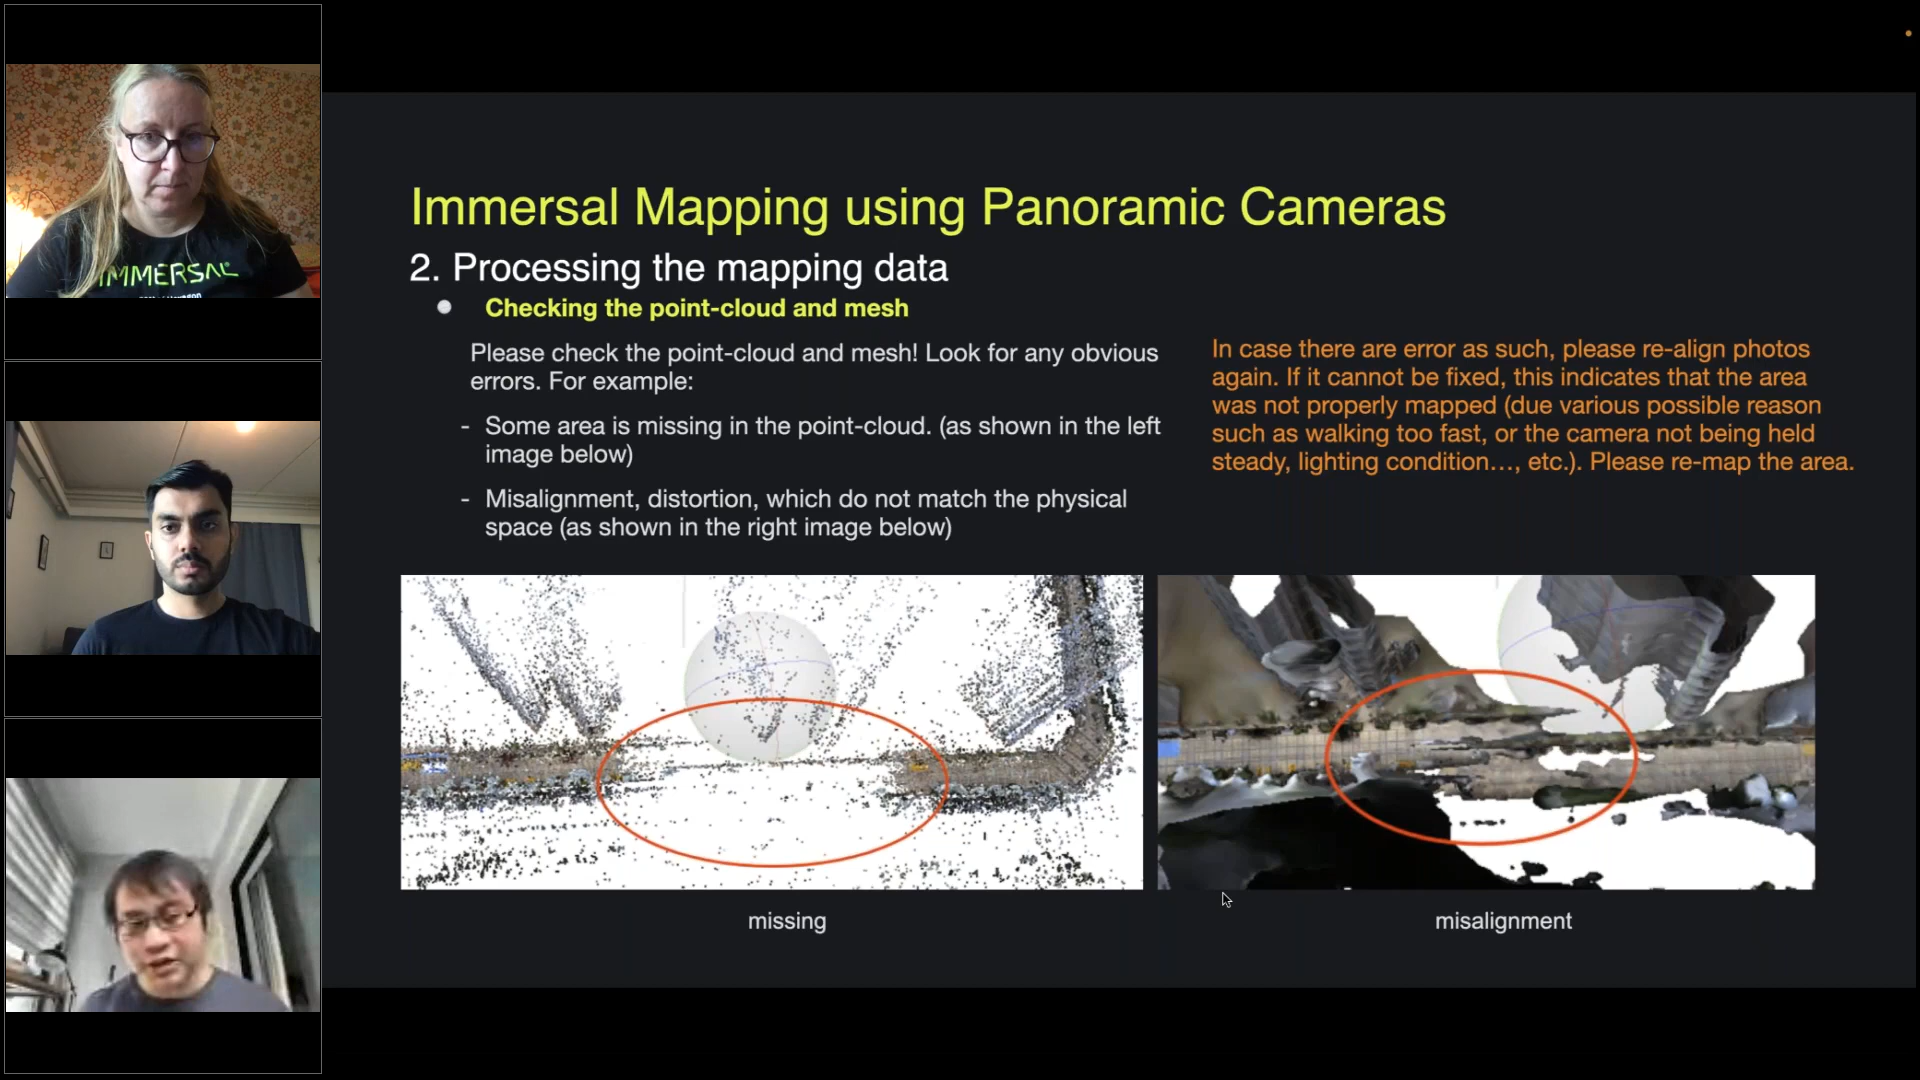 IMMERSAL
Immersal Mapping using Panoramic Cameras
2. Processing the mapping data
Checking the point-cloud and mesh
Please check the point-cloud and mesh! Look for any obvious
errors. For example:
- Some area is missing in the point-cloud. (as shown in the left
image below)
- Misalignment, distortion, which do not match the physical
space (as shown in the right image below)
In case there are error as such, please re-align photos
again. If it cannot be fixed, this indicates that the area
was not properly mapped (due various possible reason
such as walking too fast, or the camera not being held
steady, lighting condition..., etc.). Please re-map the area.
missing
misalignment